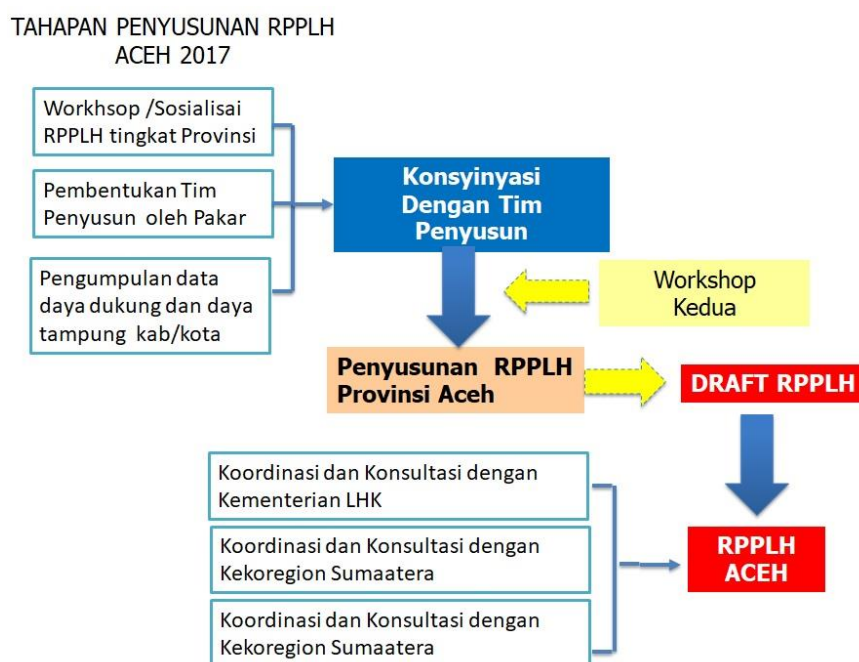 TAHAPAN PENYUSUNAN RPPLH
ACEH 2017
Workhsop /Sosialisai
RPPLH tingkat Provinsi
Pembentukan Tim
Penyusun oleh Pakar
Pengumpulan data
daya dukung dan daya
tampung kab/kota
Konsyinyasi
Dengan Tim
Penyusun
Workshop
Kedua
Penyusunan RPPLH
Provinsi Aceh
DRAFT RPPLH
Koordinasi dan Konsultasi dengan
Kementerian LHK
Koordinasi dan Konsultasi dengan
Kekoregion Sumaatera
Koordinasi dan Konsultasi dengan
Kekoregion Sumaatera
RPPLH
ACEH